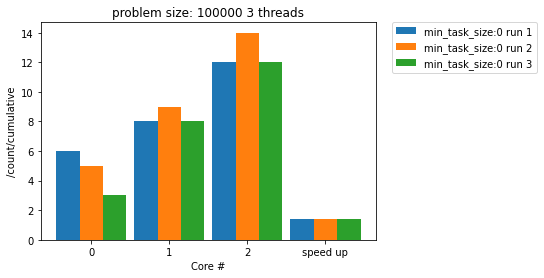 problem size: 100000 3 threads
min_task_size:0 run 1
min_task_size:0 run 2
min_task_size:0 run 3
/count/cumulative
14
12
10
8
6
4
2
0
0 1 2 speed up
Core #